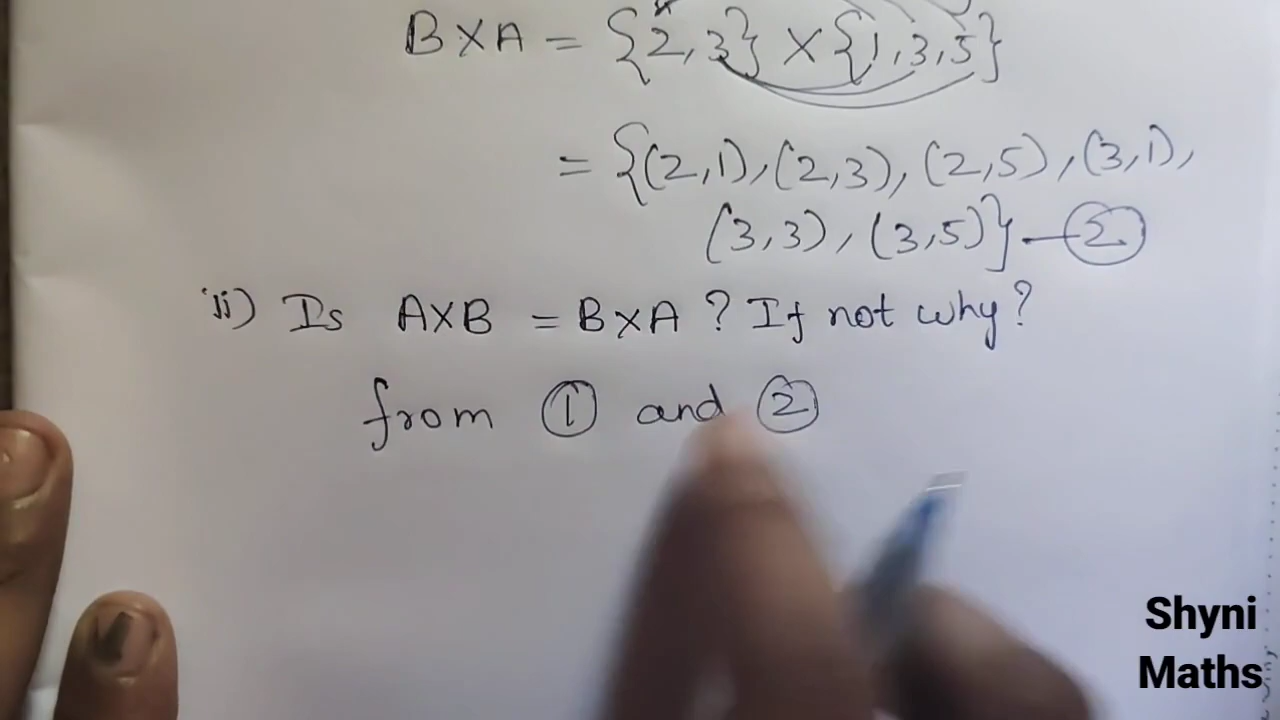 B×A = {2,3} × {1,3,5}
= {(2,1), (2,3), (2,5), (3,1),
(3,3), (3,5)} — ②
ii) Is A×B = B×A ? If not why?
from ① and ②
Shyni
Maths